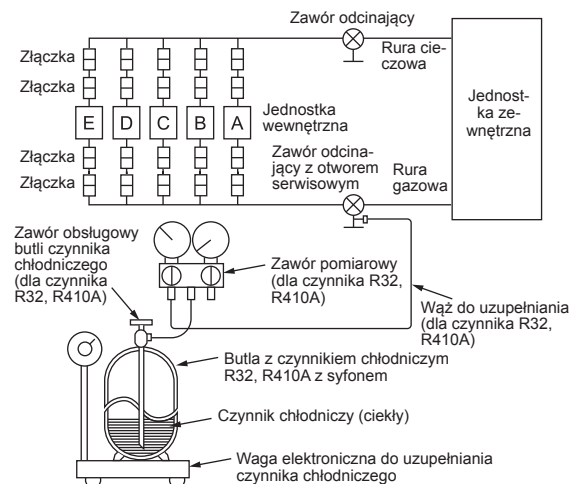 Zawór odcinający
Złączka
Złączka
Rura cie-
czowa
Jednost-
ka ze-
wnętrzna
E
D
C
B
A
Jednostka
wewnętrzna
Złączka
Złączka
Zawór odcina-
jący z otworem
serwisowym
Rura
gazowa
Zawór obsługowy
butli czynnika
chłodniczego
(dla czynnika
R32, R410A)
Zawór pomiarowy
(dla czynnika R32,
R410A)
Wąż do uzupełniania
(dla czynnika R32,
R410A)
Butla z czynnikiem chłodniczym
R32, R410A z syfonem
Czynnik chłodniczy (ciekły)
Waga elektroniczna do uzupełniania
czynnika chłodniczego